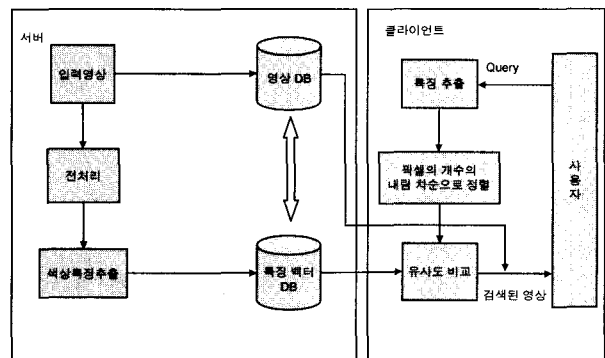 서버
입력영상
영상 DB
전처리
색상특징추출
특징 벡터
DB
클라이언트
Query
특징 추출
픽셀의 개수의
내림 차순으로 정렬
유사도 비교
검색된 영상
사용자